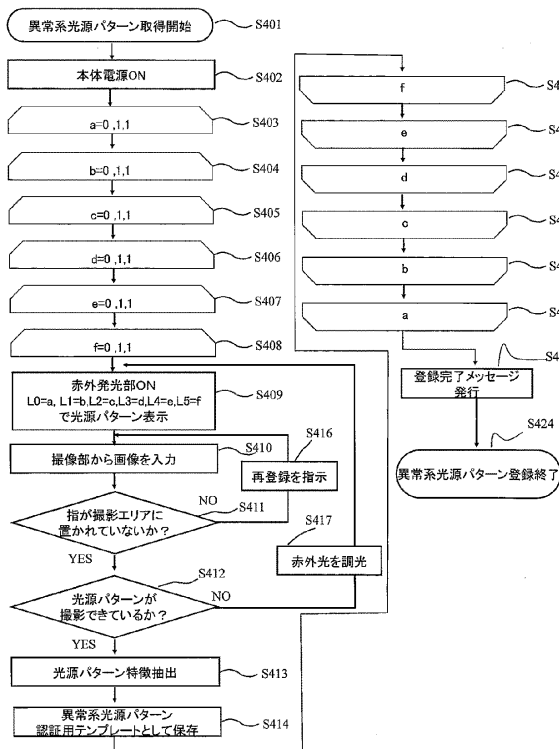 異常系光源パターン取得開始
S401
本体電源ON
S402
a=0 ,1,1
S403
b=0 ,1,1
S404
c=0 ,1,1
S405
d=0 ,1,1
S406
e=0 ,1,1
S407
f=0 ,1,1
S408
赤外発光部ON
L0=a, L1=b,L2=c,L3=d,L4=e,L5=f
で光源パターン表示
S409
撮像部から画像を入力
S410
S416
再登録を指示
指が撮影エリアに
置かれていないか？
S411
NO
YES
S417
赤外光を調光
S412
光源パターンが
撮影できているか？
NO
YES
光源パターン特徴抽出
S413
異常系光源パターン
認証用テンプレートとして保存
S414
f
e
d
c
b
a
登録完了メッセージ
発行
S424
異常系光源パターン登録終了